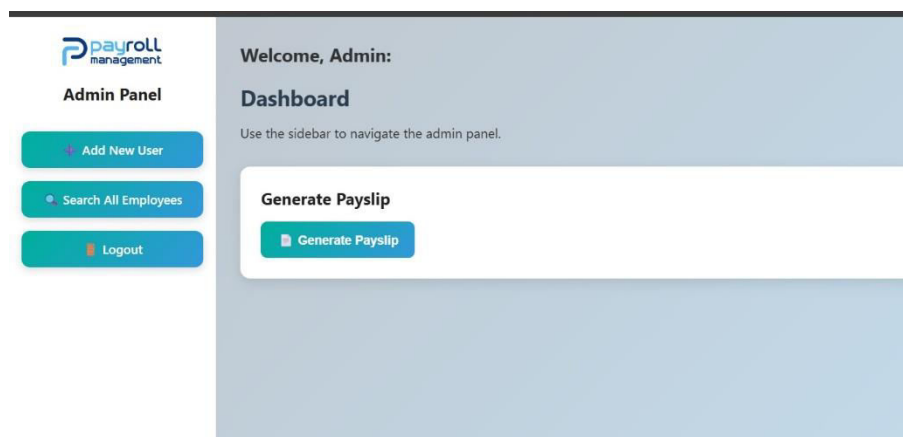 payroll
management
Admin Panel
Add New User
Search All Employees
Logout
Welcome, Admin:
Dashboard
Use the sidebar to navigate the admin panel.
Generate Payslip
Generate Payslip